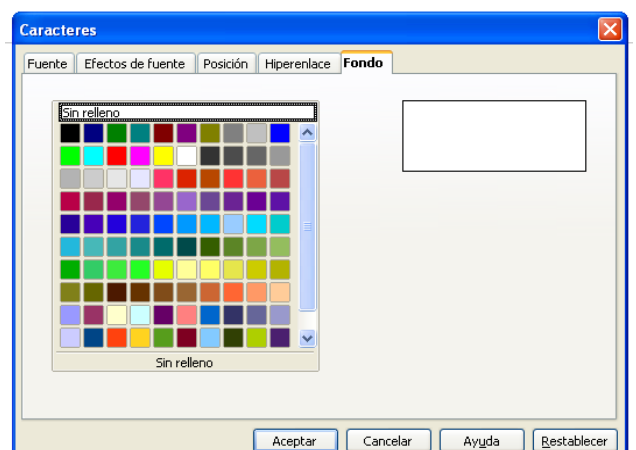 Caracteres
Fuente Efectos de fuente Posición Hiperenlace Fondo
Sin relleno
Sin relleno
Aceptar Cancelar Ayuda Restablecer